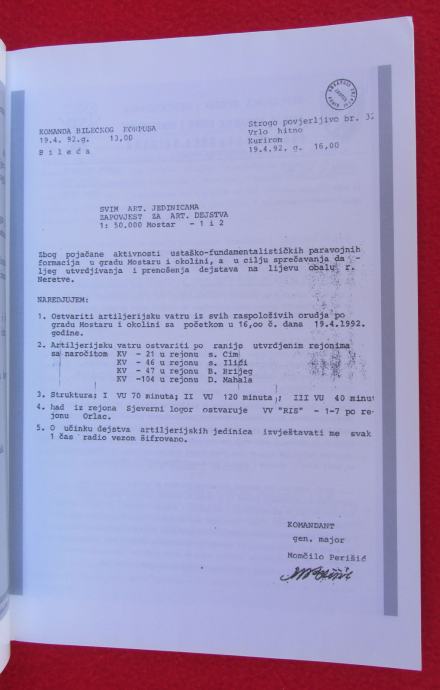 KOMANDA BILEĆKOG KORPUSA
19.4. 92.g. 13,00
B i l e ć a
Strogo povjerljivo br. 32
Vrlo hitno
Kurirom
19.4.92. g. 16,00
SVIM ART. JEDINICAMA
ZAPOVJEST ZA ART. DEJSTVA
1: 50.000 Mostar - 1 i 2
Zbog pojačane aktivnosti ustaško-fundamentalističkih paravojnih
formacija u gradu Mostaru i okolini, a u cilju sprečavanja da -
ljeg utvrdjivanja i prenošenja dejstava na lijevu obalu r.
Neretve.
NAREDJUJEM:
1. Ostvariti artiljerijsku vatru iz svih raspoloživih orudja po
gradu Mostaru i okolini sa početkom u 16,oo č. dana 19.4.1992.
godine.
2. Artiljerijsku vatru ostvariti po ranije utvrdjenim rejonima
sa naročitom KV - 21 u rejonu s. Cim
KV - 46 u rejonu s. Ilići
KV - 47 u rejonu B. Brijeg
KV -104 u rejonu D. Mahala
3. Struktura; I VU 70 minuta; II VU 120 minuta; III VU 40 minut
4. had iz rejona Sjeverni logor ostvaruje VV "RIS" - 1-7 po re-
jonu Orlac.
5. O učinku dejstva artiljerijskih jedinica izvještavati me svak
1 čas radio vezom šifrovano.
KOMANDANT
gen. major
Momčilo Perišić